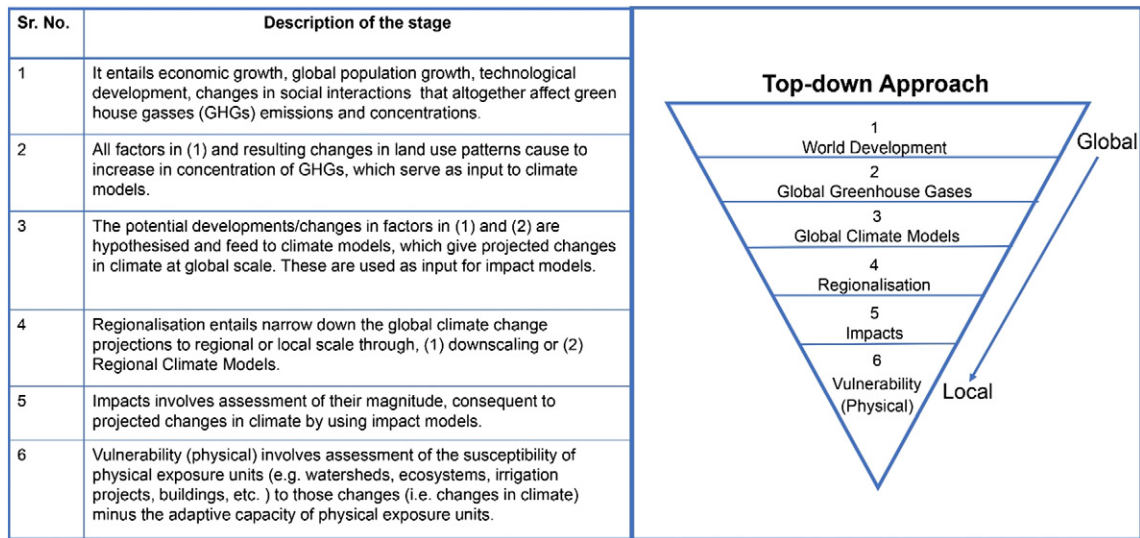 Sr. No.
Description of the stage
1
It entails economic growth, global population growth, technological
development, changes in social interactions that altogether affect green
house gasses (GHGs) emissions and concentrations.
2
All factors in (1) and resulting changes in land use patterns cause to
increase in concentration of GHGs, which serve as input to climate
models.
3
The potential developments/changes in factors in (1) and (2) are
hypothesised and feed to climate models, which give projected changes
in climate at global scale. These are used as input for impact models.
4
Regionalisation entails narrow down the global climate change
projections to regional or local scale through, (1) downscaling or (2)
Regional Climate Models.
5
Impacts involves assessment of their magnitude, consequent to
projected changes in climate by using impact models.
6
Vulnerability (physical) involves assessment of the susceptibility of
physical exposure units (e.g. watersheds, ecosystems, irrigation
projects, buildings, etc. ) to those changes (i.e. changes in climate)
minus the adaptive capacity of physical exposure units.
Top-down Approach
1
World Development
2
Global Greenhouse Gases
3
Global Climate Models
4
Regionalisation
5
Impacts
6
Vulnerability
(Physical)
Global
Local